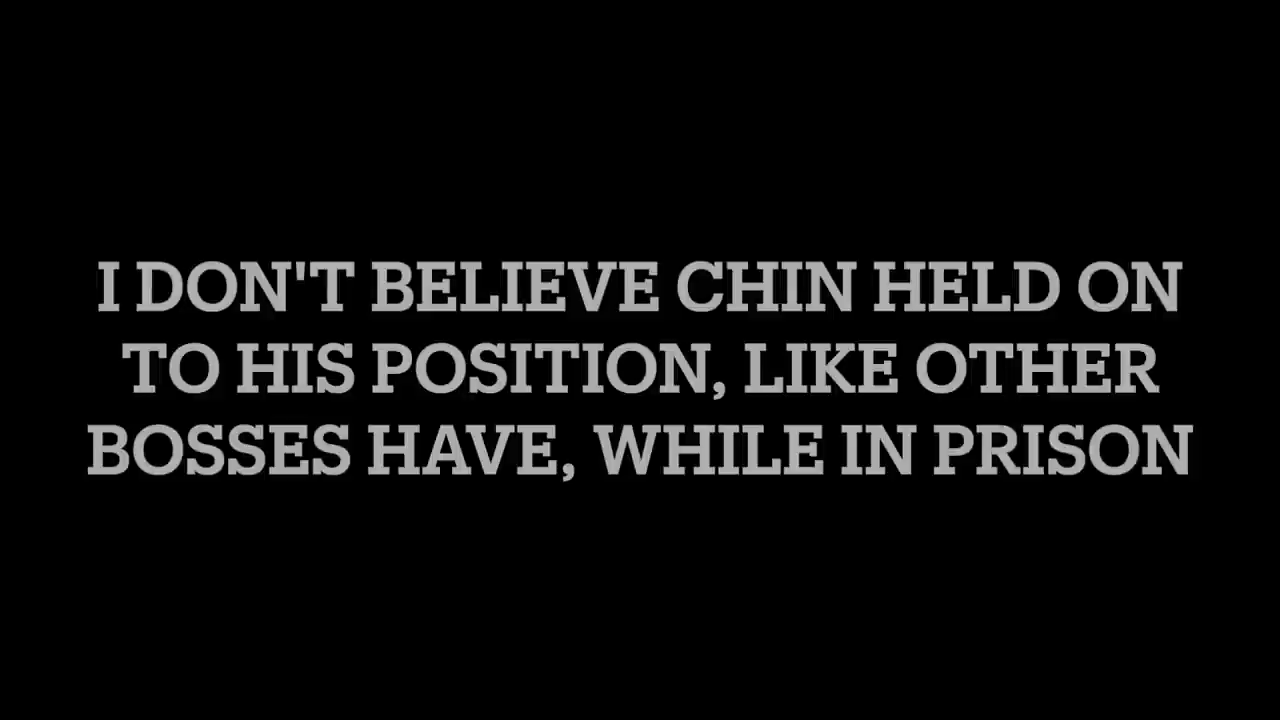 I DON'T BELIEVE CHIN HELD ON
TO HIS POSITION, LIKE OTHER
BOSSES HAVE, WHILE IN PRISON